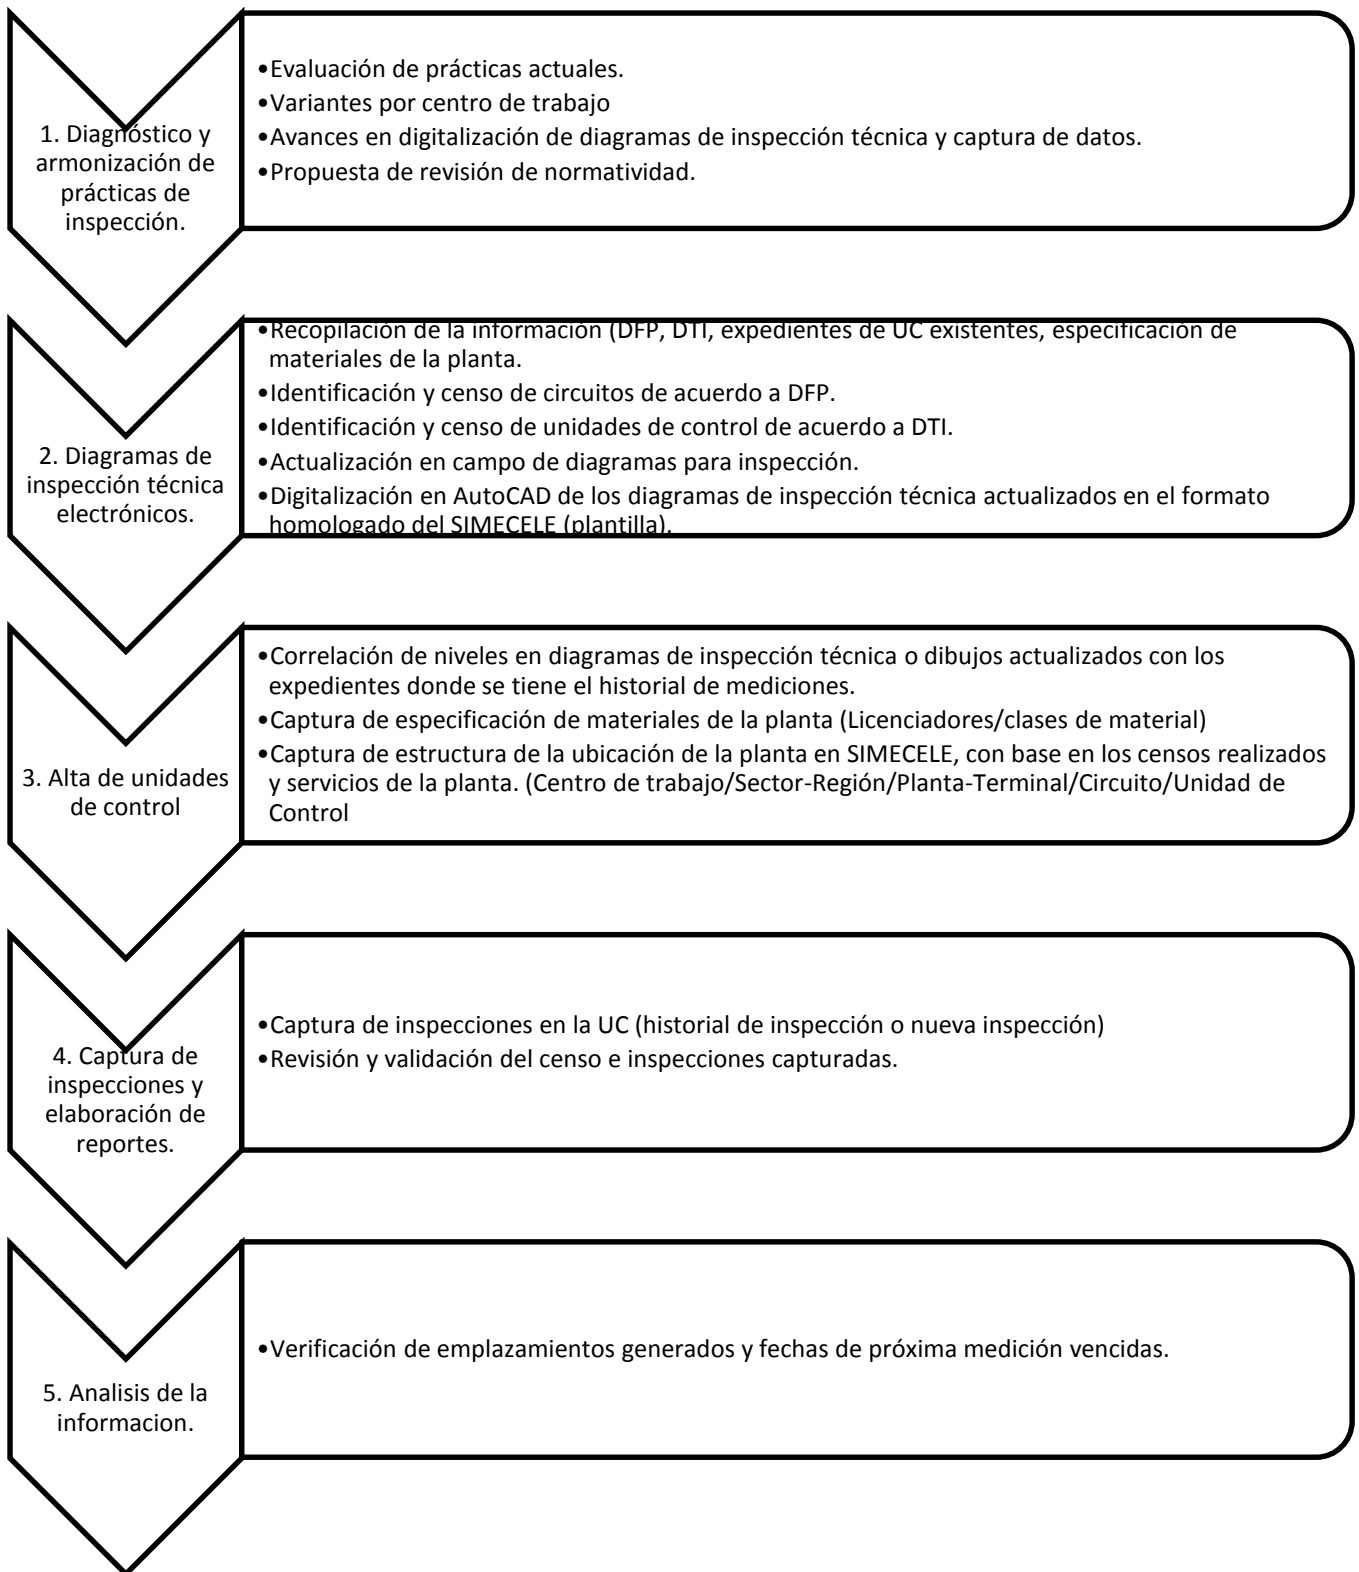 1. Diagnóstico y
armonización de
prácticas de
inspección.
•Evaluación de prácticas actuales.
•Variantes por centro de trabajo
•Avances en digitalización de diagramas de inspección técnica y captura de datos.
•Propuesta de revisión de normatividad.
2. Diagramas de
inspección técnica
electrónicos.
•Recopilación de la información (DFP, DTI, expedientes de UC existentes, especificación de
materiales de la planta.
•Identificación y censo de circuitos de acuerdo a DFP.
•Identificación y censo de unidades de control de acuerdo a DTI.
•Actualización en campo de diagramas para inspección.
•Digitalización en AutoCAD de los diagramas de inspección técnica actualizados en el formato
homologado del SIMECELE (plantilla).
3. Alta de unidades
de control
•Correlación de niveles en diagramas de inspección técnica o dibujos actualizados con los
expedientes donde se tiene el historial de mediciones.
•Captura de especificación de materiales de la planta (Licenciadores/clases de material)
•Captura de estructura de la ubicación de la planta en SIMECELE, con base en los censos realizados
y servicios de la planta. (Centro de trabajo/Sector-Región/Planta-Terminal/Circuito/Unidad de
Control
4. Captura de
inspecciones y
elaboración de
reportes.
•Captura de inspecciones en la UC (historial de inspección o nueva inspección)
•Revisión y validación del censo e inspecciones capturadas.
5. Analisis de la
informacion.
•Verificación de emplazamientos generados y fechas de próxima medición vencidas.